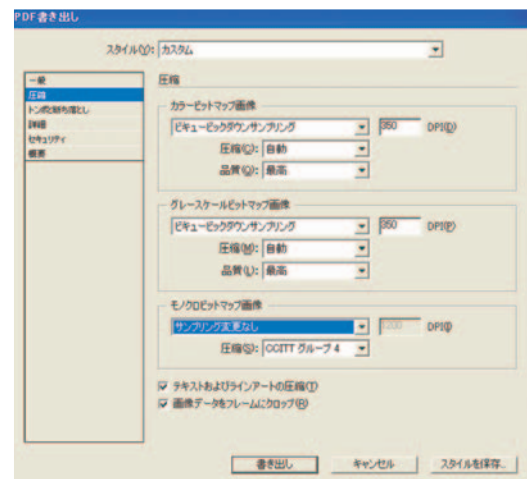 PDF書き出し
スタイル(Y): カスタム
一般
圧縮
トンボと裁ち落とし
詳細
セキュリティ
概要
圧縮
カラービットマップ画像
ビキュービックダウンサンプリング 350 DPI(D)
圧縮(C): 自動
品質(Q): 最高
グレースケールビットマップ画像
ビキュービックダウンサンプリング 350 DPI(P)
圧縮(M): 自動
品質(L): 最高
モノクロビットマップ画像
サンプリング変更なし 1200 DPI(I)
圧縮(S): CCITT グループ 4
テキストおよびラインアートの圧縮(T)
画像データをフレームにクロップ(R)
書き出し キャンセル スタイルを保存...